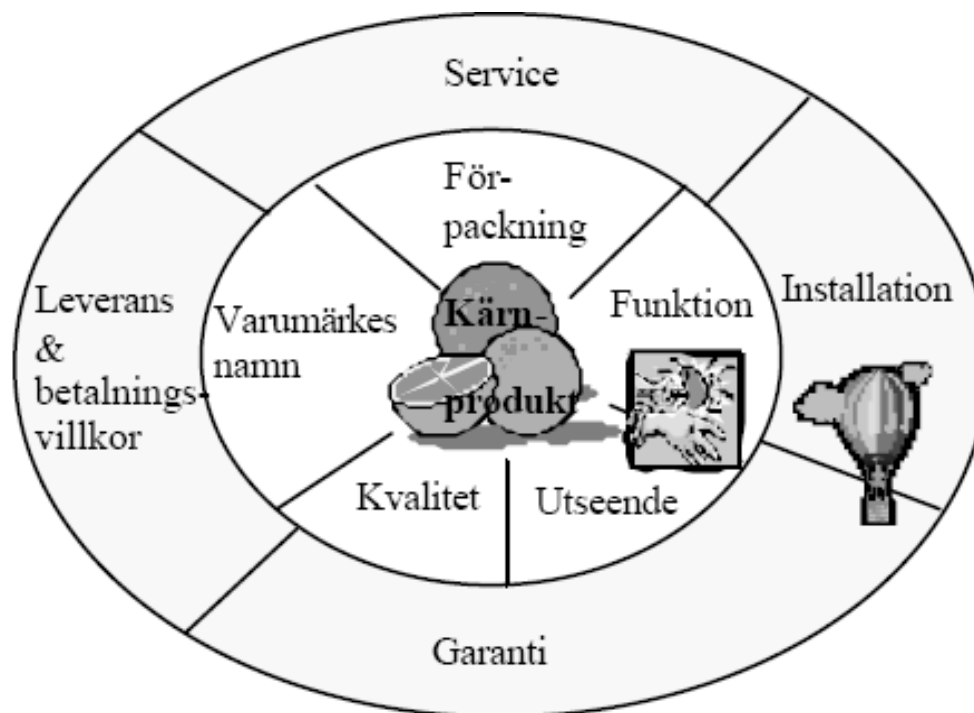 Service
För-
packning
Installation
Funktion
Leverans
&
betalnings-
villkor
Varumärkes
namn
Kärn-
produkt
Kvalitet
Utseende
Garanti